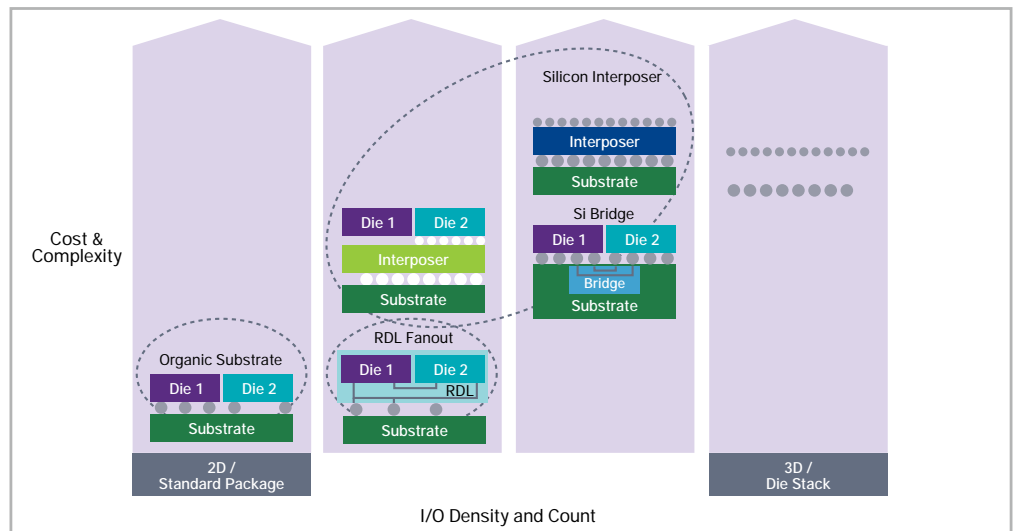 Cost &
Complexity
Organic Substrate
Die 1
Die 2
Substrate
2D /
Standard Package
Die 1
Die 2
Interposer
Substrate
RDL Fanout
Die 1
Die 2
RDL
Substrate
Silicon Interposer
Interposer
Substrate
Si Bridge
Die 1
Die 2
Bridge
Substrate
3D /
Die Stack
I/O Density and Count